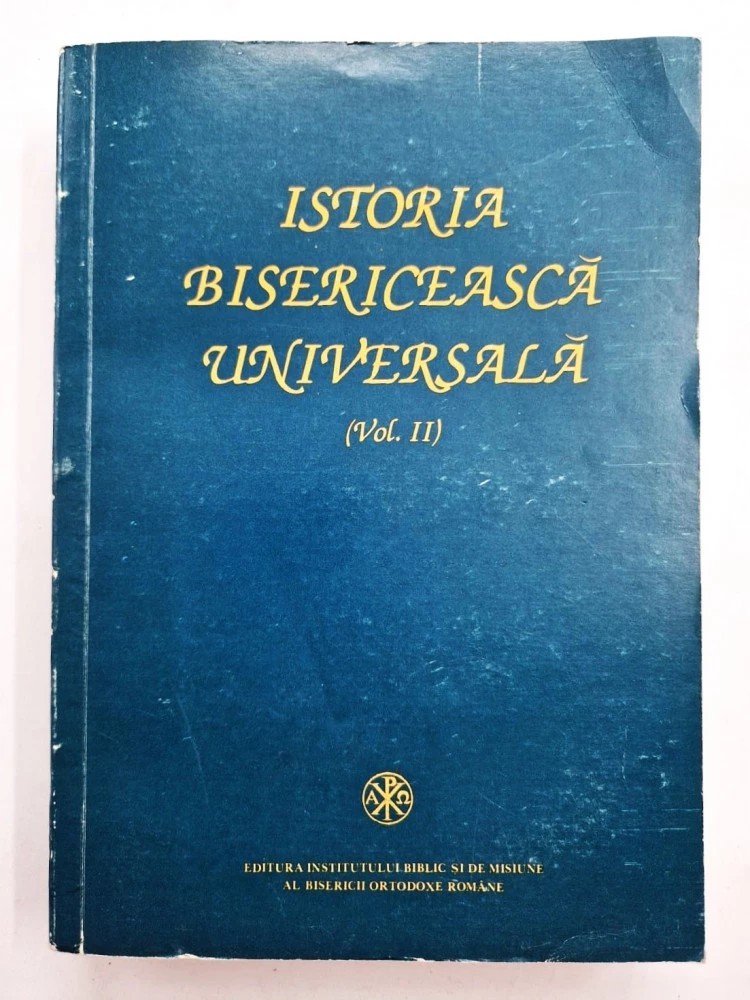 ISTORIA
BISERICEASCĂ
UNIVERSALĂ
(Vol. II)
Α Ρ Ω
EDITURA INSTITUTULUI BIBLIC ȘI DE MISIUNE
AL BISERICII ORTODOXE ROMÂNE